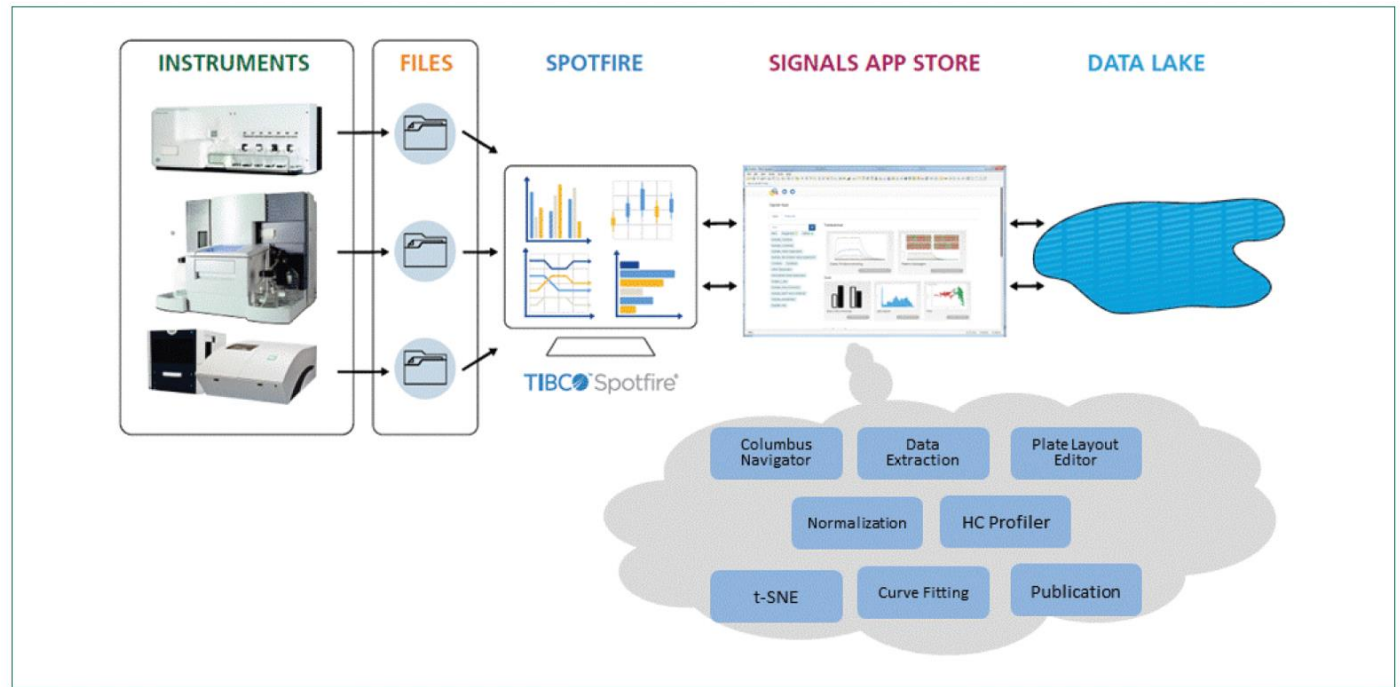 INSTRUMENTS
FILES
SPOTFIRE
SIGNALS APP STORE
DATA LAKE
TIBCO™ Spotfire®
Columbus
Navigator
Data
Extraction
Plate Layout
Editor
Normalization
HC Profiler
t-SNE
Curve Fitting
Publication